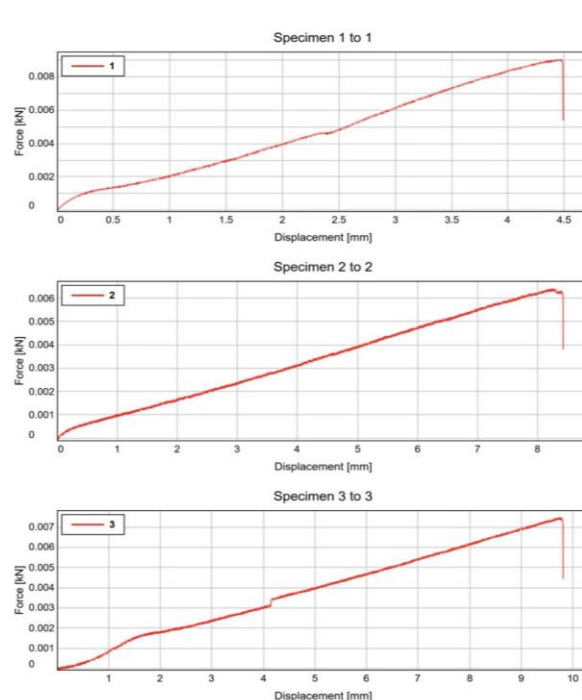 Specimen 1 to 1
1
Force [kN]
0.008
0.006
0.004
0.002
0
0 0.5 1 1.5 2 2.5 3 3.5 4 4.5
Displacement [mm]
Specimen 2 to 2
2
Force [kN]
0.006
0.005
0.004
0.003
0.002
0.001
0
0 1 2 3 4 5 6 7 8
Displacement [mm]
Specimen 3 to 3
3
Force [kN]
0.007
0.006
0.005
0.004
0.003
0.002
0.001
0
1 2 3 4 5 6 7 8 9 10
Displacement [mm]